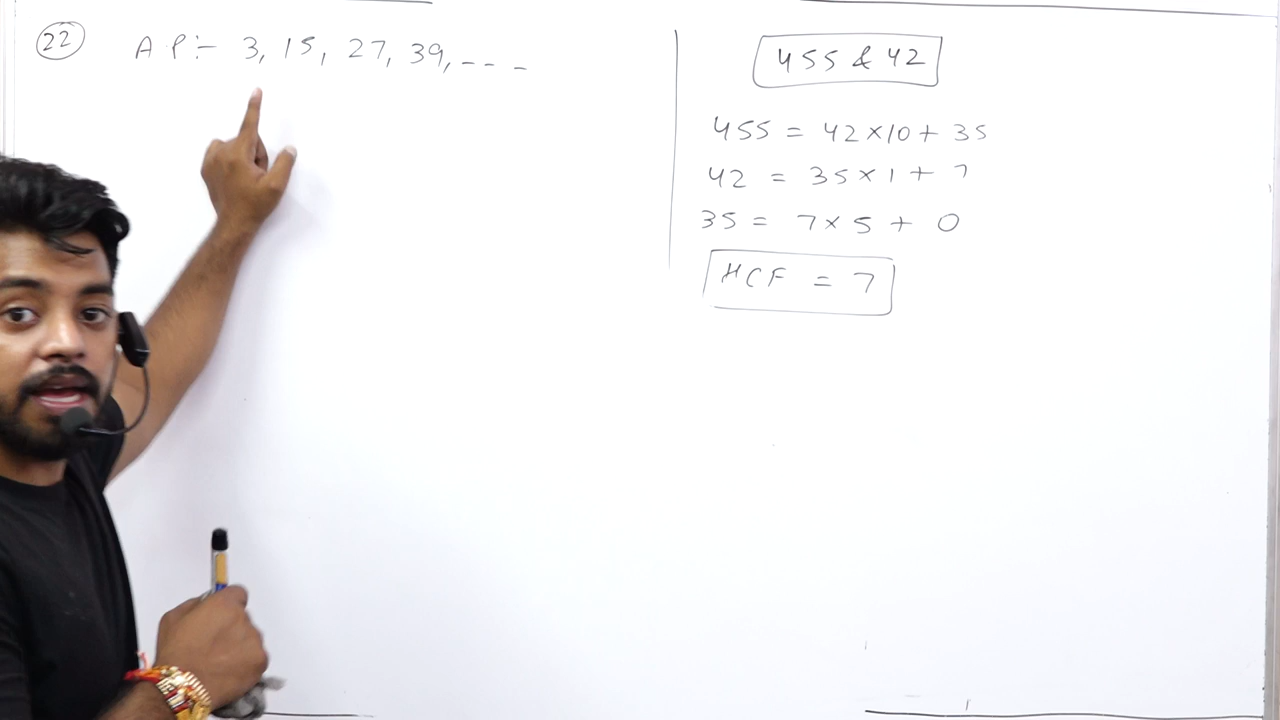 22 AP:- 3, 15, 27, 39, - - -
455 & 42
455 = 42×10 + 35
42 = 35×1 + 7
35 = 7×5 + 0
HCF = 7